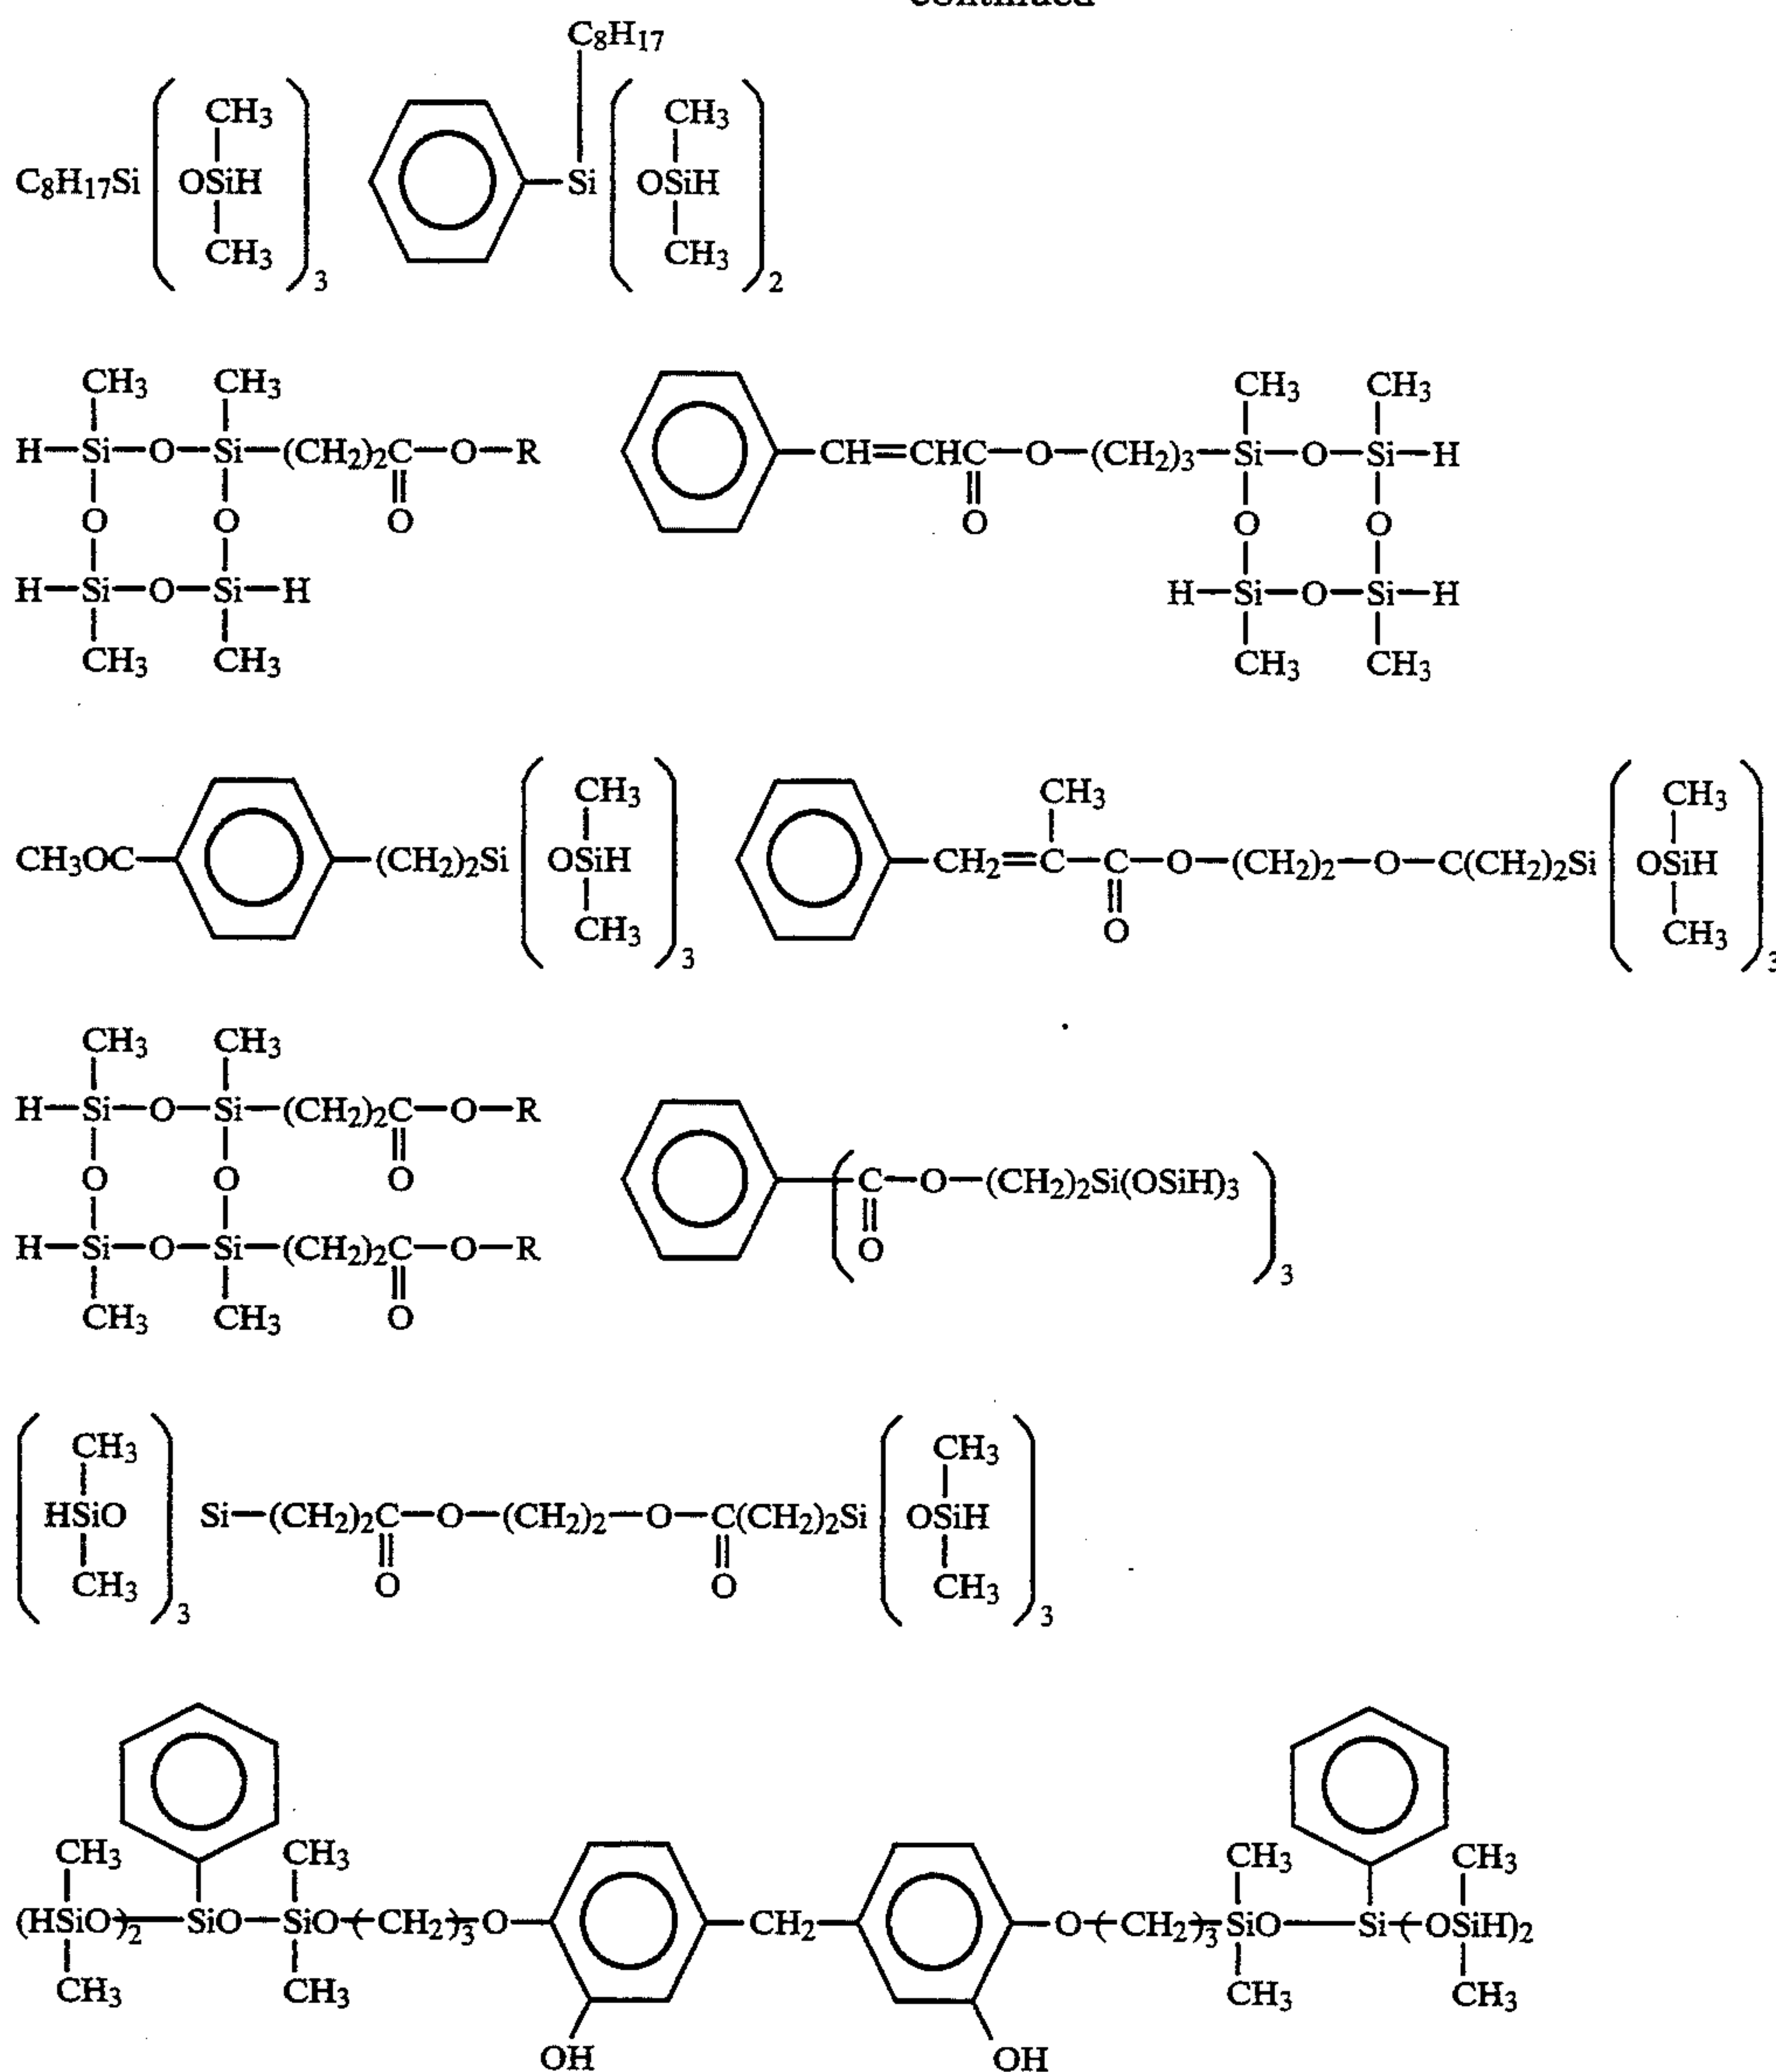 C8H17
CH3 CH3
C8H17Si OSiH Si OSiH
CH3 CH3
3 2
CH3 CH3 CH3 CH3
H—Si—O—Si—(CH2)2C—O—R CH=CHC—O—(CH2)3—Si—O—Si—H
O O O O O O
H—Si—O—Si—H H—Si—O—Si—H
CH3 CH3 CH3 CH3
CH3 CH3 CH3
CH3OC (CH2)2Si OSiH CH2=C—C—O—(CH2)2—O—C(CH2)2Si OSiH
CH3 O CH3
3 3
CH3 CH3
H—Si—O—Si—(CH2)2C—O—R
O O O C—O—(CH2)2Si(OSiH)3
H—Si—O—Si—(CH2)2C—O—R O
3
CH3 CH3 O
CH3 CH3
HSiO Si—(CH2)2C—O—(CH2)2—O—C(CH2)2Si OSiH
CH3 O O CH3
3 3
CH3 CH3 CH3 CH3
(HSiO)2—SiO—SiO—(CH2)3O CH2 O—(CH2)3—SiO—Si—(OSiH)2
CH3 CH3 CH3 CH3
OH OH